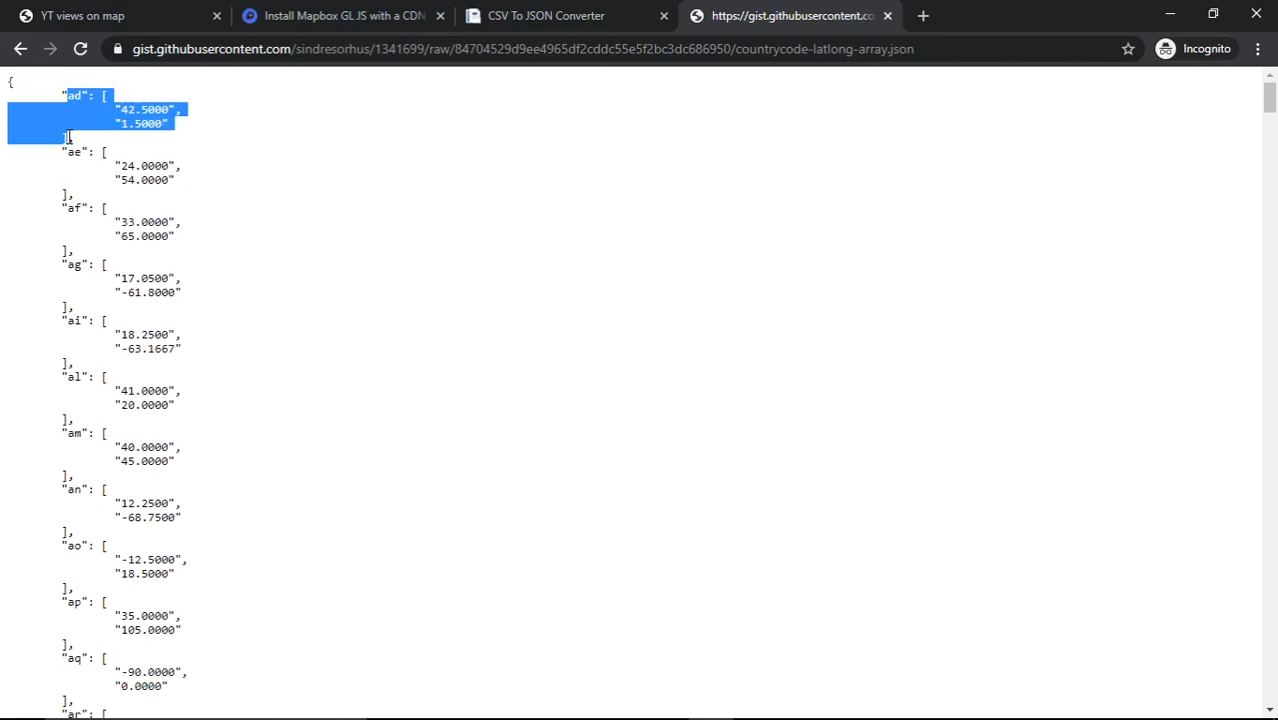 YT views on map
Install Mapbox GL JS with a CDN
CSV To JSON Converter
https://gist.githubusercontent.co
gist.githubusercontent.com/sindresorhus/1341699/raw/84704529d9ee4965df2cddc55e5f2bc3dc686950/countrycode-latlong-array.json
Incognito
{
"ad": [
"42.5000",
"1.5000"
],
"ae": [
"24.0000",
"54.0000"
],
"af": [
"33.0000",
"65.0000"
],
"ag": [
"17.0500",
"-61.8000"
],
"ai": [
"18.2500",
"-63.1667"
],
"al": [
"41.0000",
"20.0000"
],
"am": [
"40.0000",
"45.0000"
],
"an": [
"12.2500",
"-68.7500"
],
"ao": [
"-12.5000",
"18.5000"
],
"ap": [
"35.0000",
"105.0000"
],
"aq": [
"-90.0000",
"0.0000"
],
"ar": [